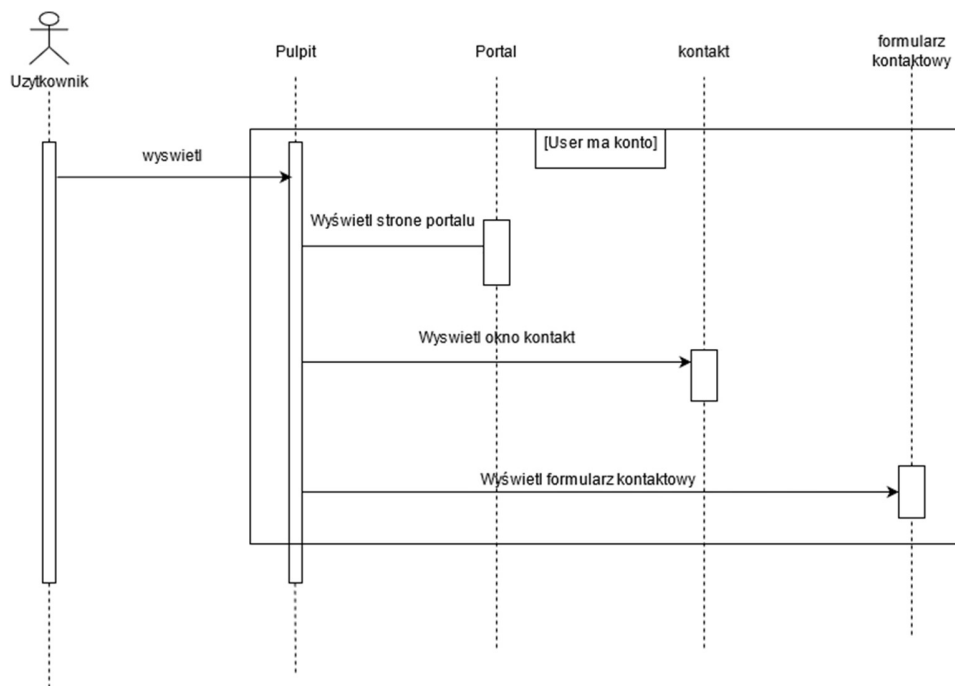 Uzytkownik
Pulpit
Portal
kontakt
formularz
kontaktowy
[User ma konto]
wyswietl
Wyświetl strone portalu
Wyswietl okno kontakt
Wyświetl formularz kontaktowy